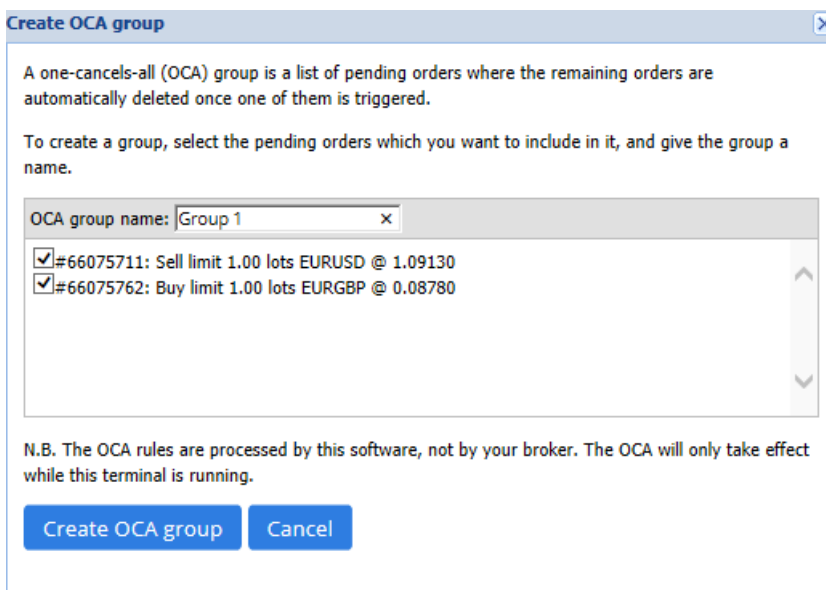 Create OCA group
A one-cancels-all (OCA) group is a list of pending orders where the remaining orders are
automatically deleted once one of them is triggered.
To create a group, select the pending orders which you want to include in it, and give the group a
name.
OCA group name: Group 1
#66075711: Sell limit 1.00 lots EURUSD @ 1.09130
#66075762: Buy limit 1.00 lots EURGBP @ 0.08780
N.B. The OCA rules are processed by this software, not by your broker. The OCA will only take effect
while this terminal is running.
Create OCA group Cancel